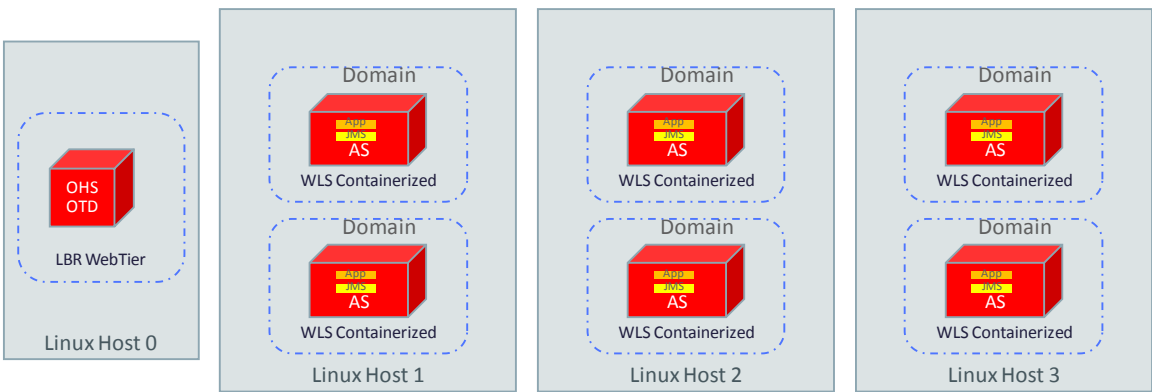 OHS
OTD
LBR WebTier
Linux Host 0
Domain
App
JMS
AS
WLS Containerized
Domain
App
JMS
AS
WLS Containerized
Linux Host 1
Domain
App
JMS
AS
WLS Containerized
Domain
App
JMS
AS
WLS Containerized
Linux Host 2
Domain
App
JMS
AS
WLS Containerized
Domain
App
JMS
AS
WLS Containerized
Linux Host 3